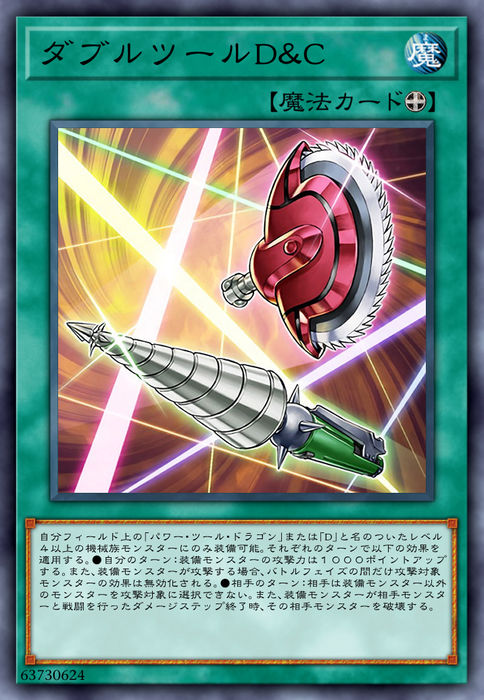 ダブルツールD&C
魔
【魔法カード】
自分フィールド上の「パワー・ツール・ドラゴン」または「D」と名のついたレベル
4以上の機械族モンスターにのみ装備可能。それぞれのターンで以下の効果を
適用する。●自分のターン:装備モンスターの攻撃力は1000ポイントアップ
する。また、装備モンスターが攻撃する場合、バトルフェイズの間だけ攻撃対象
モンスターの効果は無効化される。●相手のターン:相手は装備モンスター以外
のモンスターを攻撃対象に選択できない。また、装備モンスターが相手モンスタ
ーと戦闘を行ったダメージステップ終了時、その相手モンスターを破壊する。
63730624